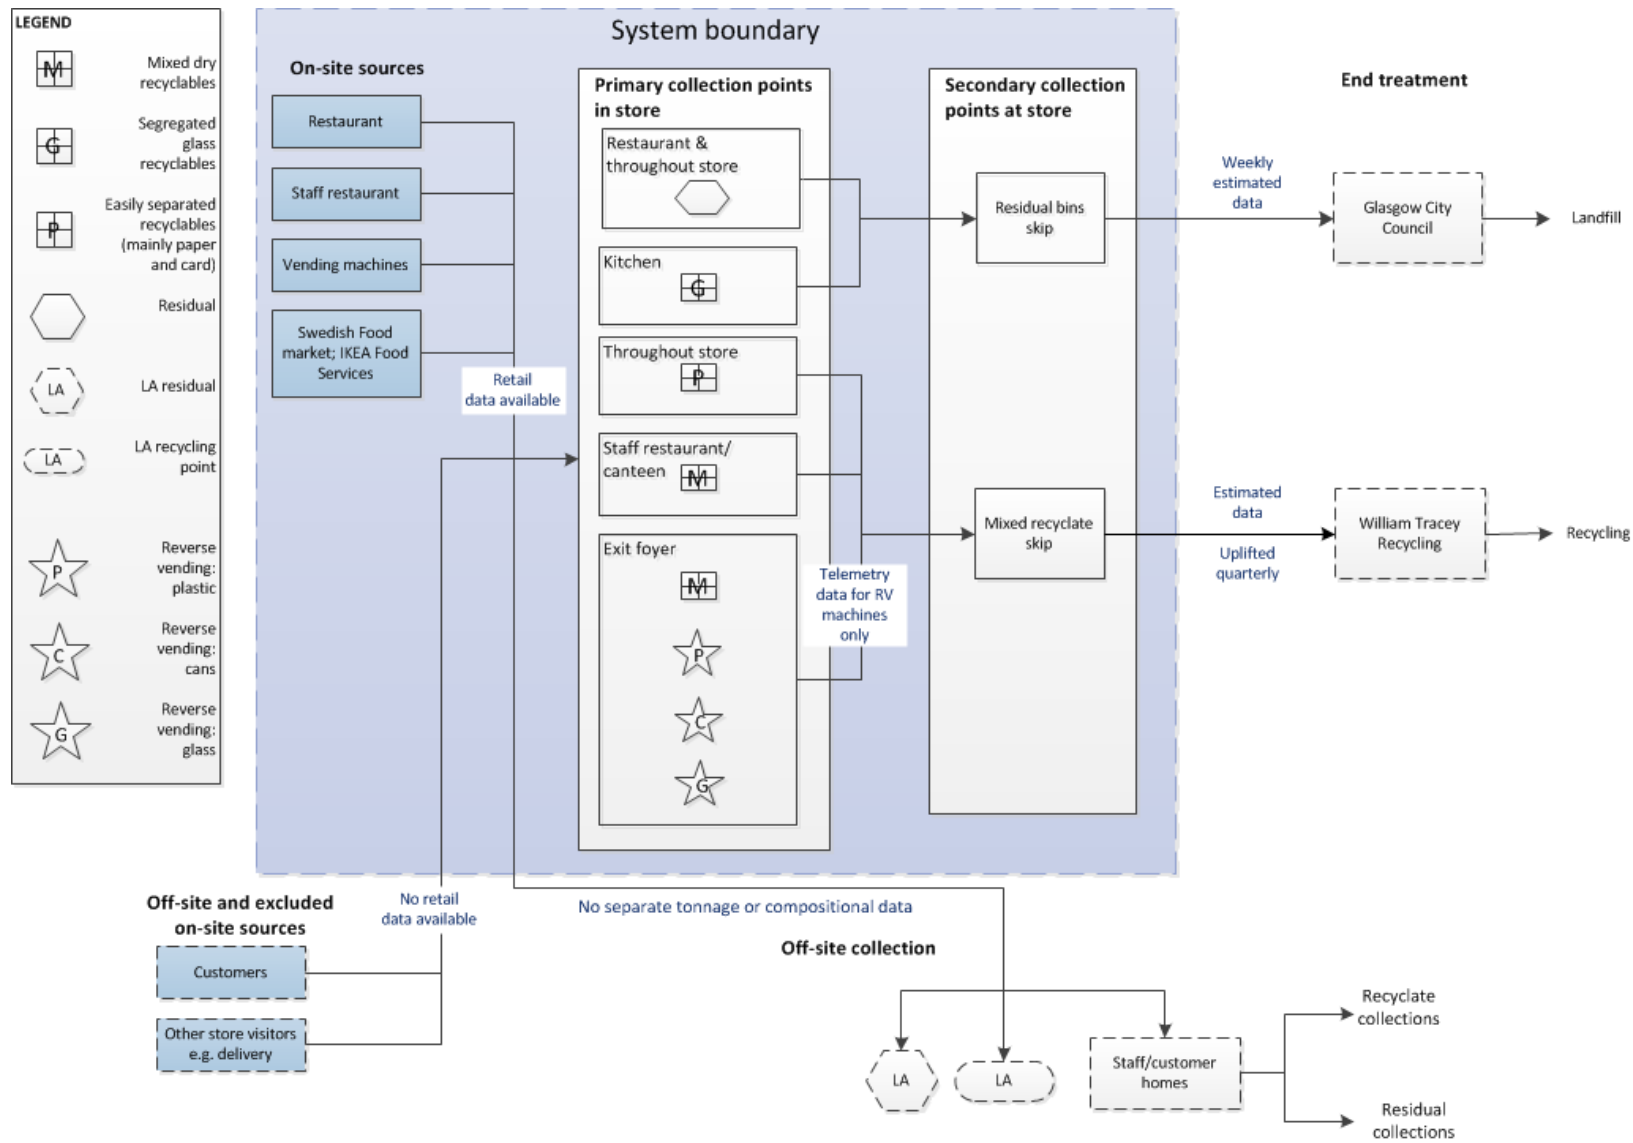 LEGEND
M
Mixed dry
recyclables
G
Segregated
glass
recyclables
P
Easily separated
recyclables
(mainly paper
and card)
Residual
LA
LA residual
LA
LA recycling
point
P
Reverse
vending:
plastic
C
Reverse
vending:
cans
G
Reverse
vending:
glass
System boundary
On-site sources
Restaurant
Staff restaurant
Vending machines
Swedish Food
market; IKEA Food
Services
Retail
data available
Primary collection points
in store
Restaurant &
throughout store
Kitchen
G
Throughout store
P
Staff restaurant/
canteen
M
Exit foyer
M
P
C
G
Telemetry
data for RV
machines
only
Secondary collection
points at store
Residual bins
skip
Mixed recyclate
skip
End treatment
Weekly
estimated
data
Glasgow City
Council
Landfill
Estimated
data
Uplifted
quarterly
William Tracey
Recycling
Recycling
Off-site and excluded
on-site sources
Customers
Other store visitors
e.g. delivery
No retail
data available
No separate tonnage or compositional data
Off-site collection
LA
LA
Staff/customer
homes
Recyclate
collections
Residual
collections